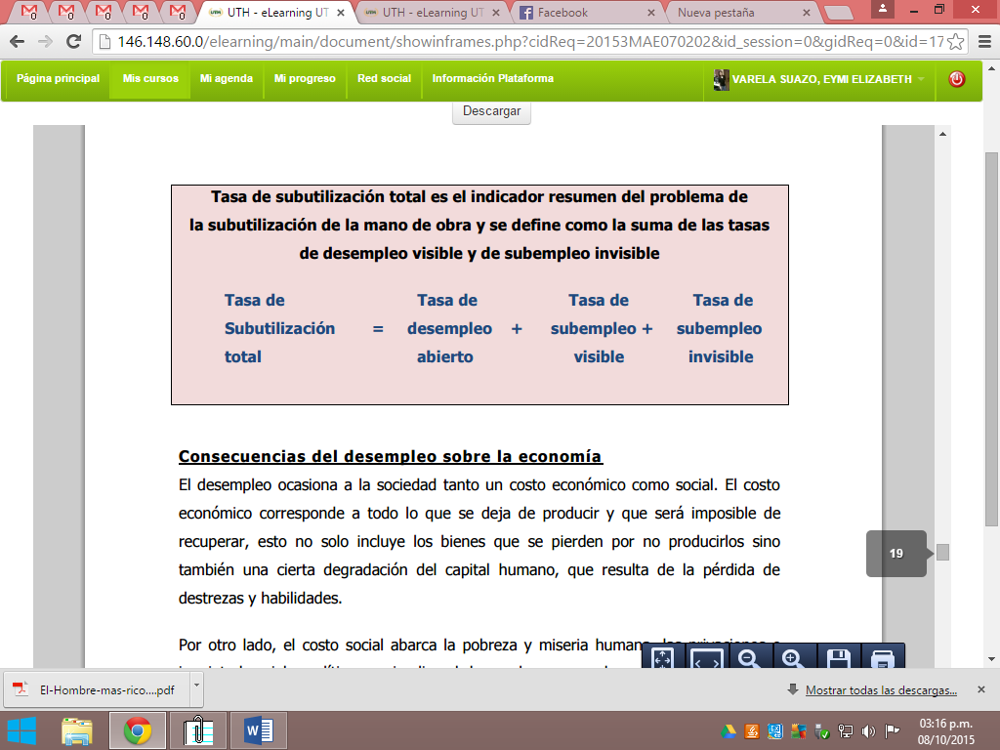 UTH - eLearning UT
UTH - eLearning UT
Facebook
Nueva pestaña
146.148.60.0/elearning/main/document/showinframes.php?cidReq=20153MAE070202&id_session=0&gidReq=0&id=17
Página principal Mis cursos Mi agenda Mi progreso Red social Información Plataforma VARELA SUAZO, EYMI ELIZABETH
Descargar
Tasa de subutilización total es el indicador resumen del problema de
la subutilización de la mano de obra y se define como la suma de las tasas
de desempleo visible y de subempleo invisible
Tasa de Tasa de Tasa de Tasa de
Subutilización = desempleo + subempleo + subempleo
total abierto visible invisible
Consecuencias del desempleo sobre la economía
El desempleo ocasiona a la sociedad tanto un costo económico como social. El costo
económico corresponde a todo lo que se deja de producir y que será imposible de
recuperar, esto no solo incluye los bienes que se pierden por no producirlos sino
también una cierta degradación del capital humano, que resulta de la pérdida de
destrezas y habilidades.
19
Por otro lado, el costo social abarca la pobreza y miseria humana
El-Hombre-mas-rico....pdf
Mostrar todas las descargas...
03:16 p.m.
08/10/2015